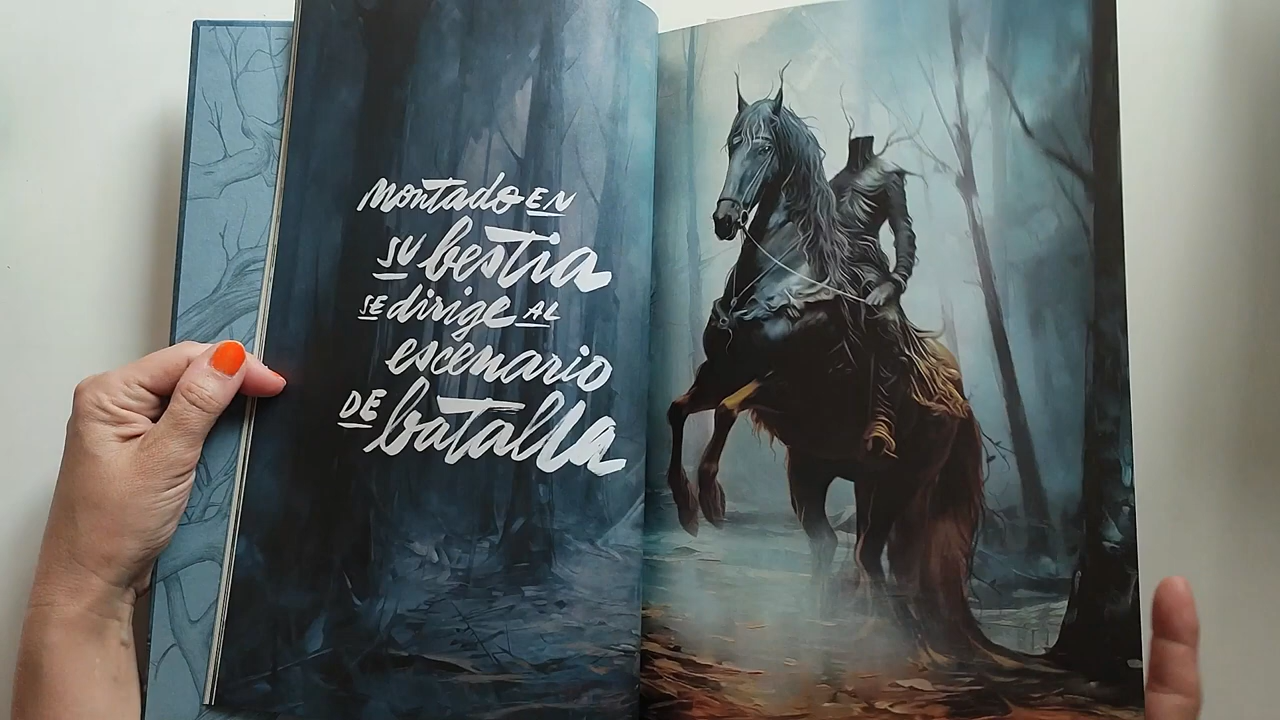 montado EN
SU bestia
SE dirige AL
escenario
DE batalla